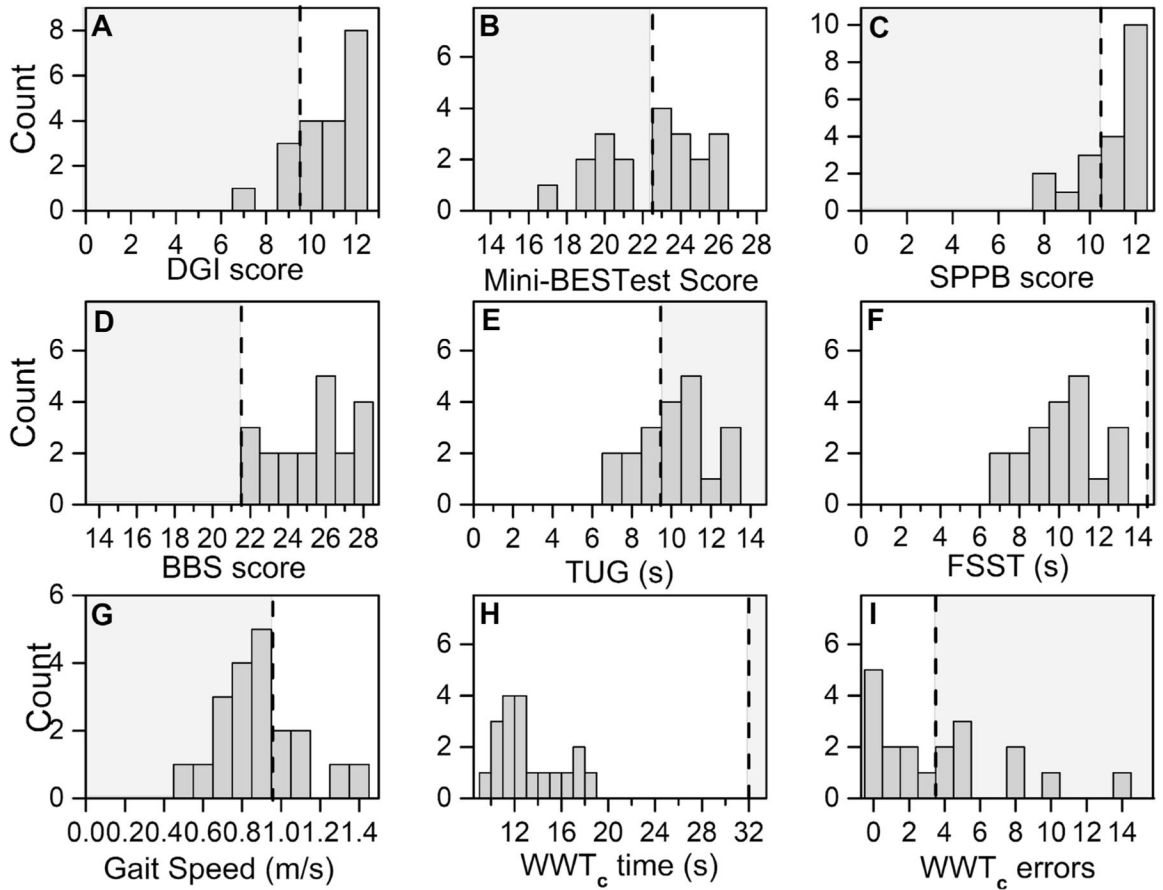 A
B
C
8
6
4
2
0
Count
0 2 4 6 8 10 12
DGI score
6
4
2
0
14 16 18 20 22 24 26 28
Mini-BESTest Score
10
8
6
4
2
0
0 2 4 6 8 10 12
SPPB score
D
E
F
6
4
2
0
Count
14 16 18 20 22 24 26 28
BBS score
6
4
2
0
0 2 4 6 8 10 12 14
TUG (s)
6
4
2
0
0 2 4 6 8 10 12 14
FSST (s)
G
H
I
6
4
2
0
Count
0.00.20.40.60.81.01.21.4
Gait Speed (m/s)
6
4
2
0
12 16 20 24 28 32
WWTc time (s)
6
4
2
0
0 2 4 6 8 10 12 14
WWTc errors